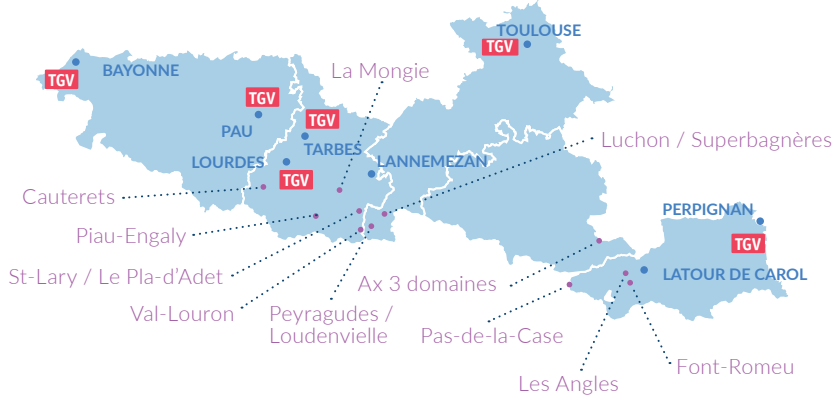 TOULOUSE
TGV
La Mongie
BAYONNE
TGV
TGV
TGV
PAU
Luchon / Superbagnères
TARBES
LOURDES
LANNEMEZAN
TGV
Cauterets
PERPIGNAN
Piau-Engaly
TGV
St-Lary / Le Pla-d'Adet
LATOUR DE CAROL
Ax 3 domaines
Val-Louron
Peyragudes /
Loudenvielle
Pas-de-la-Case
Font-Romeu
Les Angles